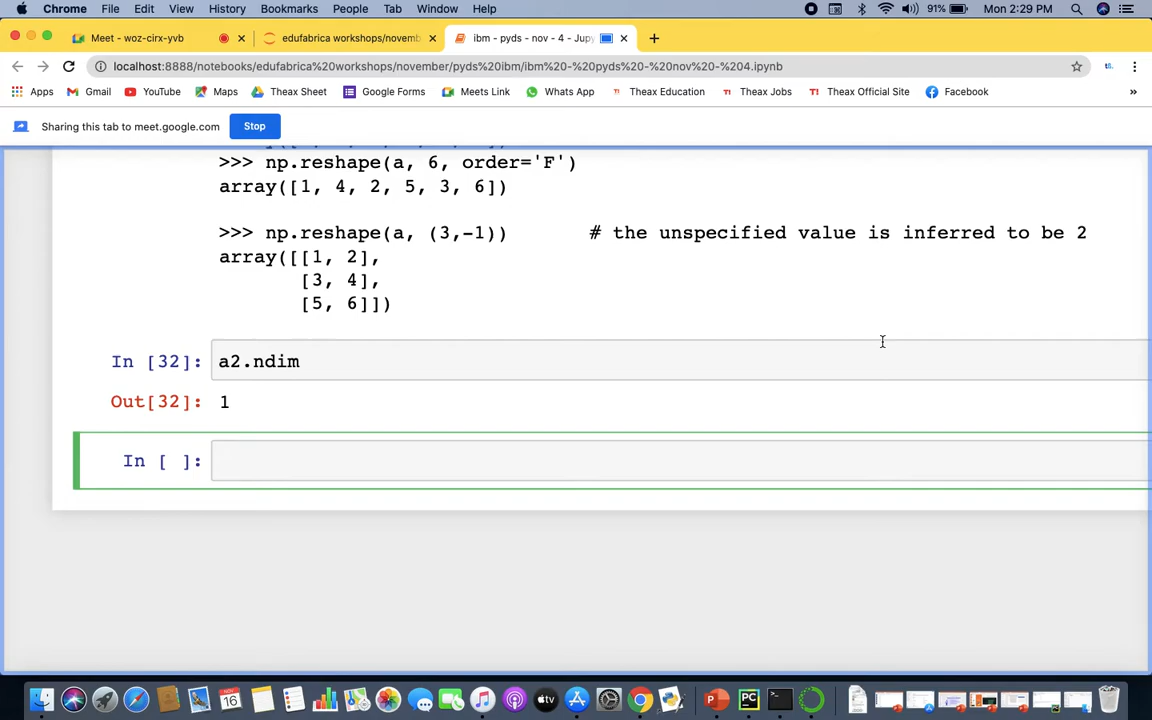 Chrome File Edit View History Bookmarks People Tab Window Help 91% Mon 2:29 PM
Meet - woz-cirx-yvb edufabrica workshops/novemb ibm - pyds - nov - 4 - Jupy
localhost:8888/notebooks/edufabrica%20workshops/november/pyds%20ibm/ibm%20-%20pyds%20-%20nov%20-%204.ipynb
Apps Gmail YouTube Maps Theax Sheet Google Forms Meets Link Whats App Theax Education Theax Jobs Theax Official Site Facebook »
Sharing this tab to meet.google.com Stop
>>> np.reshape(a, 6, order='F')
array([1, 4, 2, 5, 3, 6])
>>> np.reshape(a, (3,-1)) # the unspecified value is inferred to be 2
array([[1, 2],
[3, 4],
[5, 6]])
In [32]: a2.ndim
Out[32]: 1
In [ ]: